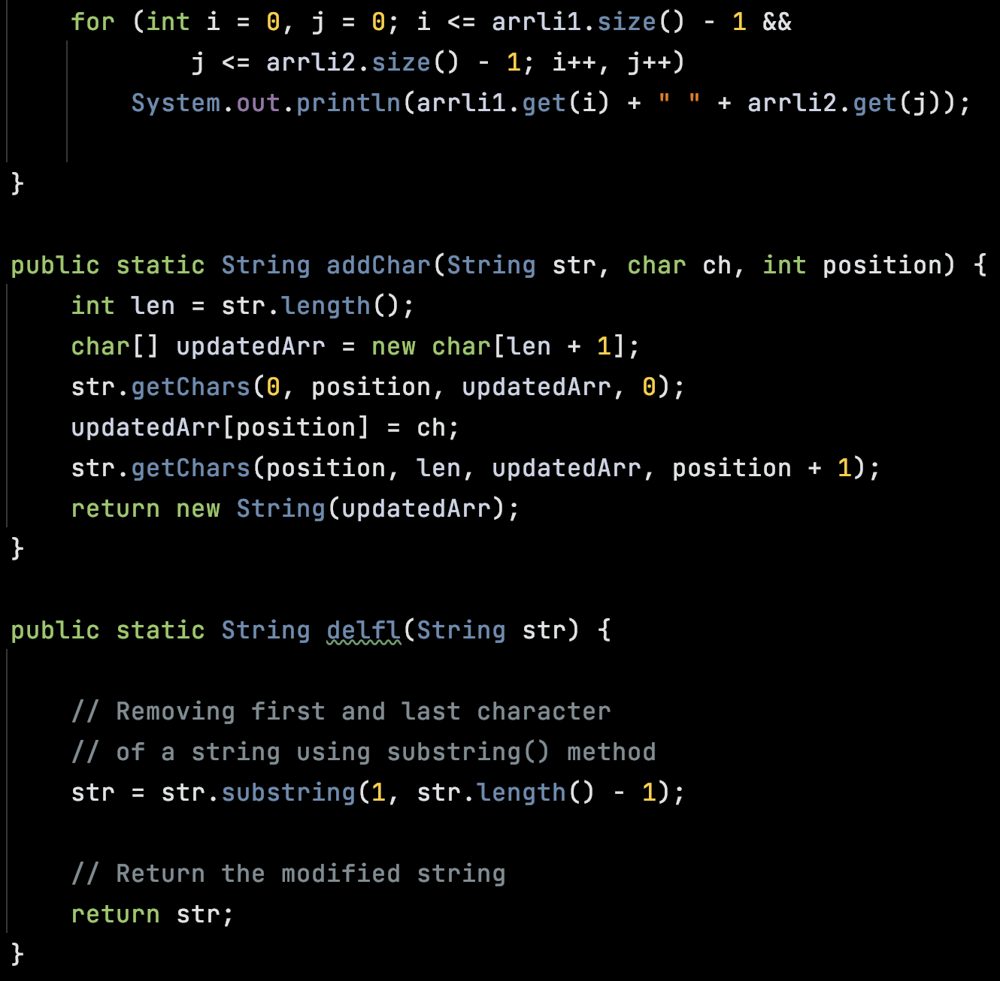 for (int i = 0, j = 0; i <= arrli1.size() - 1 &&
j <= arrli2.size() - 1; i++, j++)
System.out.println(arrli1.get(i) + " " + arrli2.get(j));
}
public static String addChar(String str, char ch, int position) {
int len = str.length();
char[] updatedArr = new char[len + 1];
str.getChars(0, position, updatedArr, 0);
updatedArr[position] = ch;
str.getChars(position, len, updatedArr, position + 1);
return new String(updatedArr);
}
public static String delfl(String str) {
// Removing first and last character
// of a string using substring() method
str = str.substring(1, str.length() - 1);
// Return the modified string
return str;
}